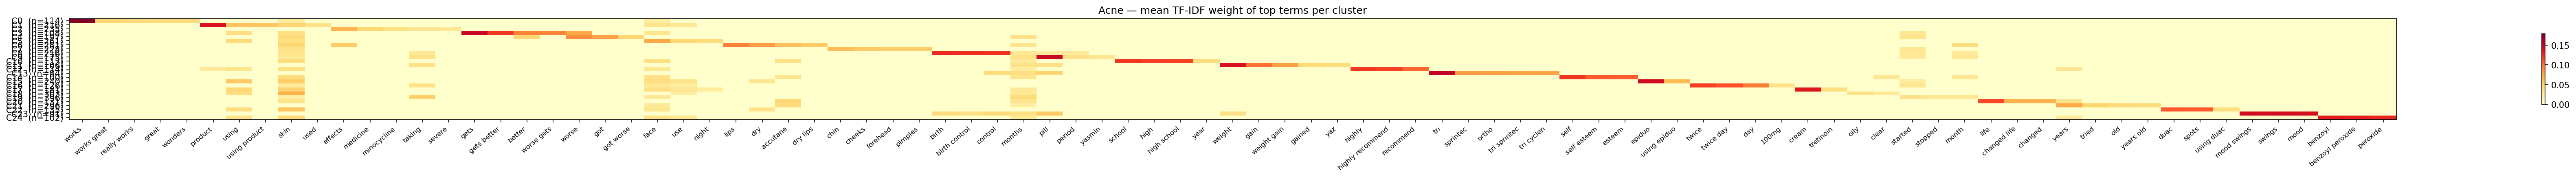 Acne — mean TF-IDF weight of top terms per cluster
C0 (n=114)
C24 (n=102)
works
works great
really works
great
wonders
product
using
using product
skin
used
effects
medicine
minocycline
taking
severe
gets
gets better
better
worse gets
worse
got
got worse
face
use
night
lips
dry
accutane
dry lips
chin
cheeks
forehead
pimples
birth
birth control
control
months
pill
period
yasmin
school
high
high school
year
weight
gain
weight gain
gained
yaz
highly
highly recommend
recommend
tri
sprintec
ortho
tri sprintec
tri cyclen
self
self esteem
esteem
epiduo
using epiduo
twice
twice day
day
100mg
cream
tretinoin
oily
clear
started
stopped
month
life
changed life
changed
years
tried
old
years old
duac
spots
using duac
mood swings
swings
mood
benzoyl
benzoyl peroxide
peroxide
0.15
0.10
0.05
0.00